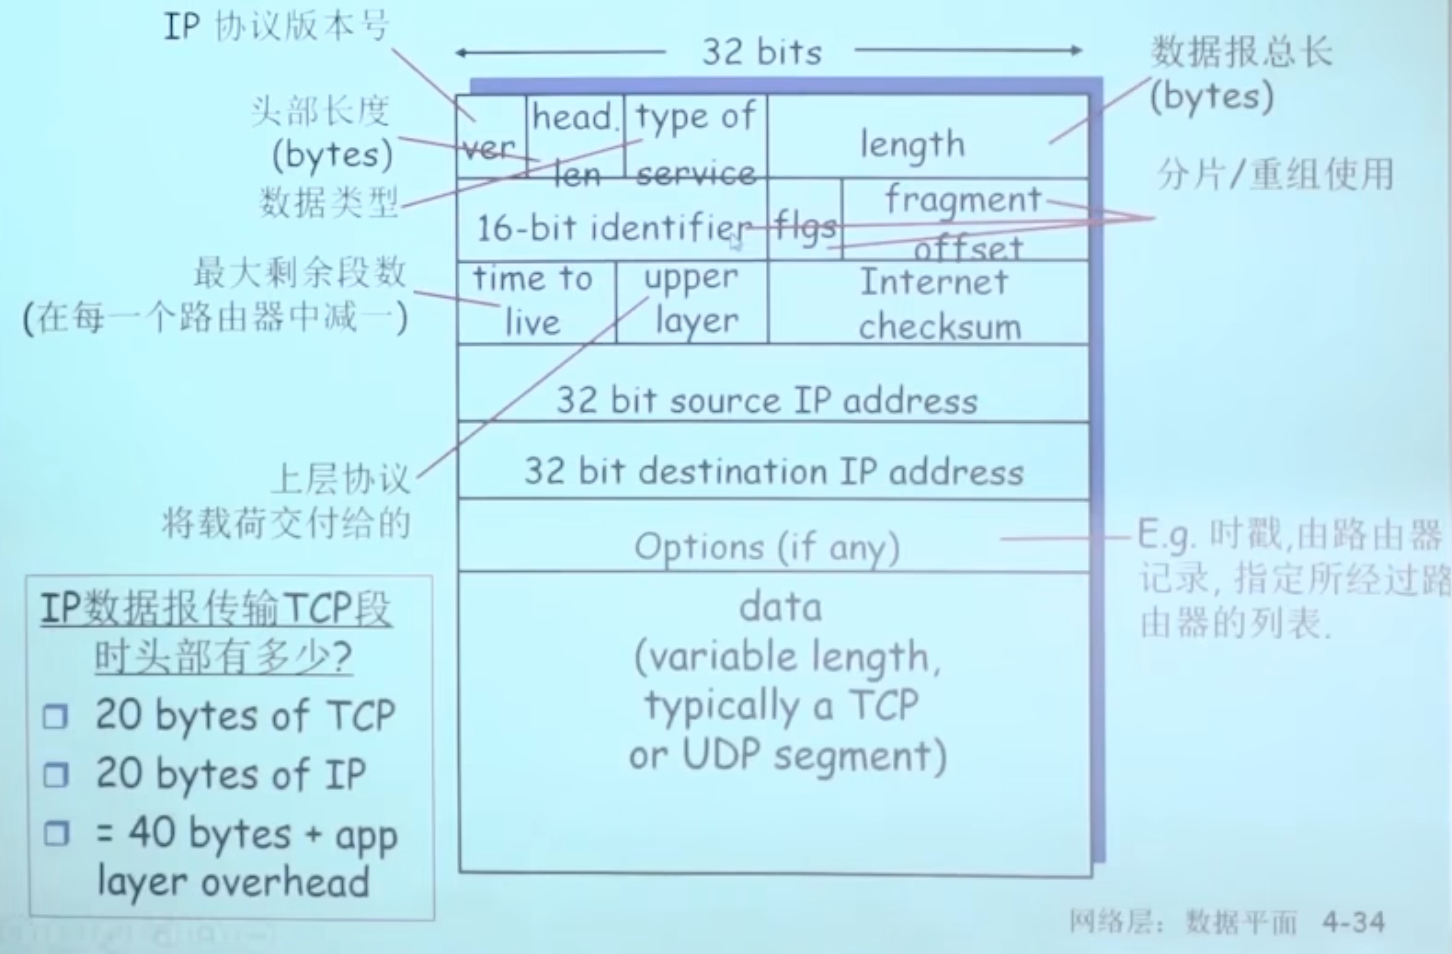 IP 协议版本号
32 bits
数据报总长
(bytes)
头部长度
(bytes)
数据类型
ver
head.
len
type of
service
length
分片/重组使用
16-bit identifier
flgs
fragment
offset
最大剩余段数
(在每一个路由器中减一)
time to
live
upper
layer
Internet
checksum
32 bit source IP address
上层协议
将载荷交付给的
32 bit destination IP address
Options (if any)
E.g. 时戳,由路由器
记录, 指定所经过路
由器的列表.
data
(variable length,
typically a TCP
or UDP segment)
IP数据报传输TCP段
时头部有多少?
20 bytes of TCP
20 bytes of IP
= 40 bytes + app
layer overhead
网络层: 数据平面 4-34